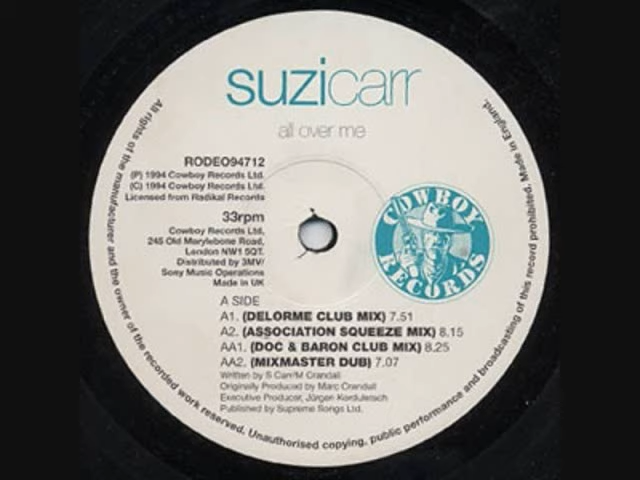 suzicarr
all over me
RODEO94712
(P) 1994 Cowboy Records Ltd.
(C) 1994 Cowboy Records Ltd.
Licensed from Radikal Records
33rpm
Cowboy Records Ltd.
245 Old Marylebone Road,
London NW1 5QT.
Distributed by 3MV/
Sony Music Operations
Made in UK
COWBOY
RECORDS
A SIDE
A1. (DELORME CLUB MIX) 7.51
A2. (ASSOCIATION SQUEEZE MIX) 8.15
AA1. (DOC & BARON CLUB MIX) 8.25
AA2. (MIXMASTER DUB) 7.07
Written by S Carr/M Crandall
Originally Produced by Marc Crandall
Executive Producer, Jürgen Korduletsch
Published by Supreme Songs Ltd.
All rights of the manufacturer and the owner of the recorded work reserved. Unauthorised copying, public performance and broadcasting of this record prohibited. Made in England.